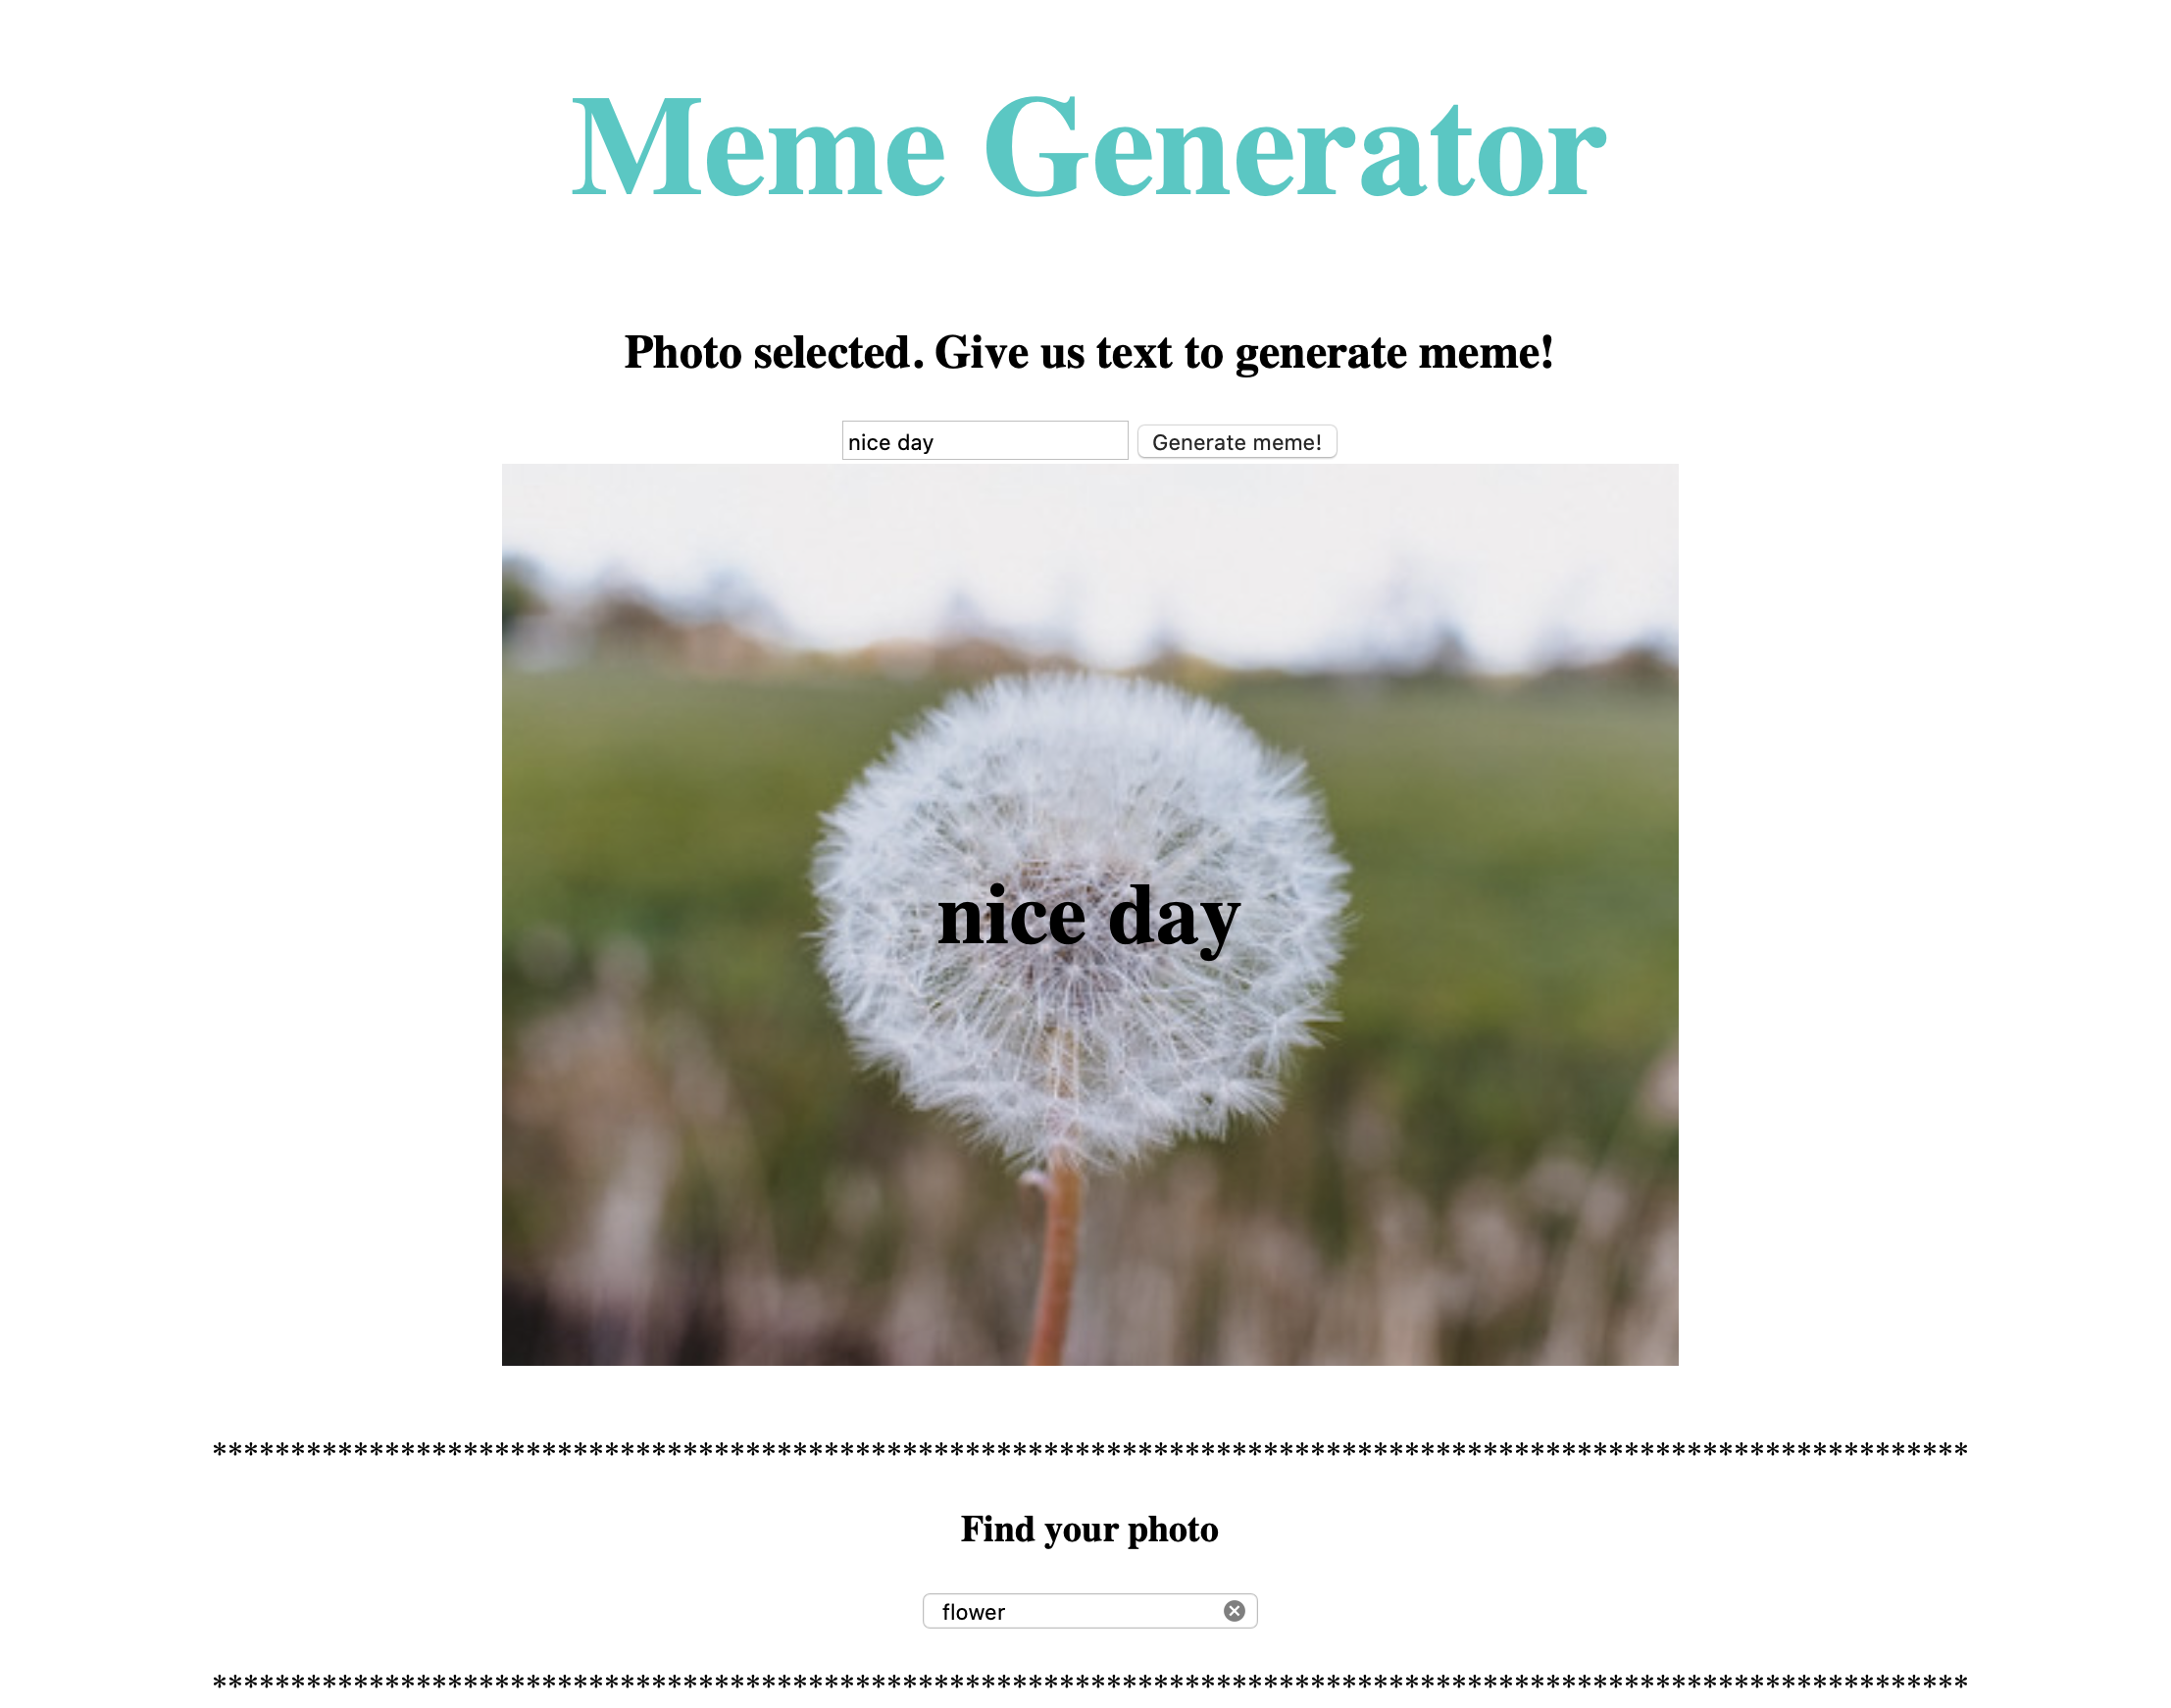 Meme Generator
Photo selected. Give us text to generate meme!
nice day Generate meme!
nice day
****************************************************************************************************************
Find your photo
flower
****************************************************************************************************************